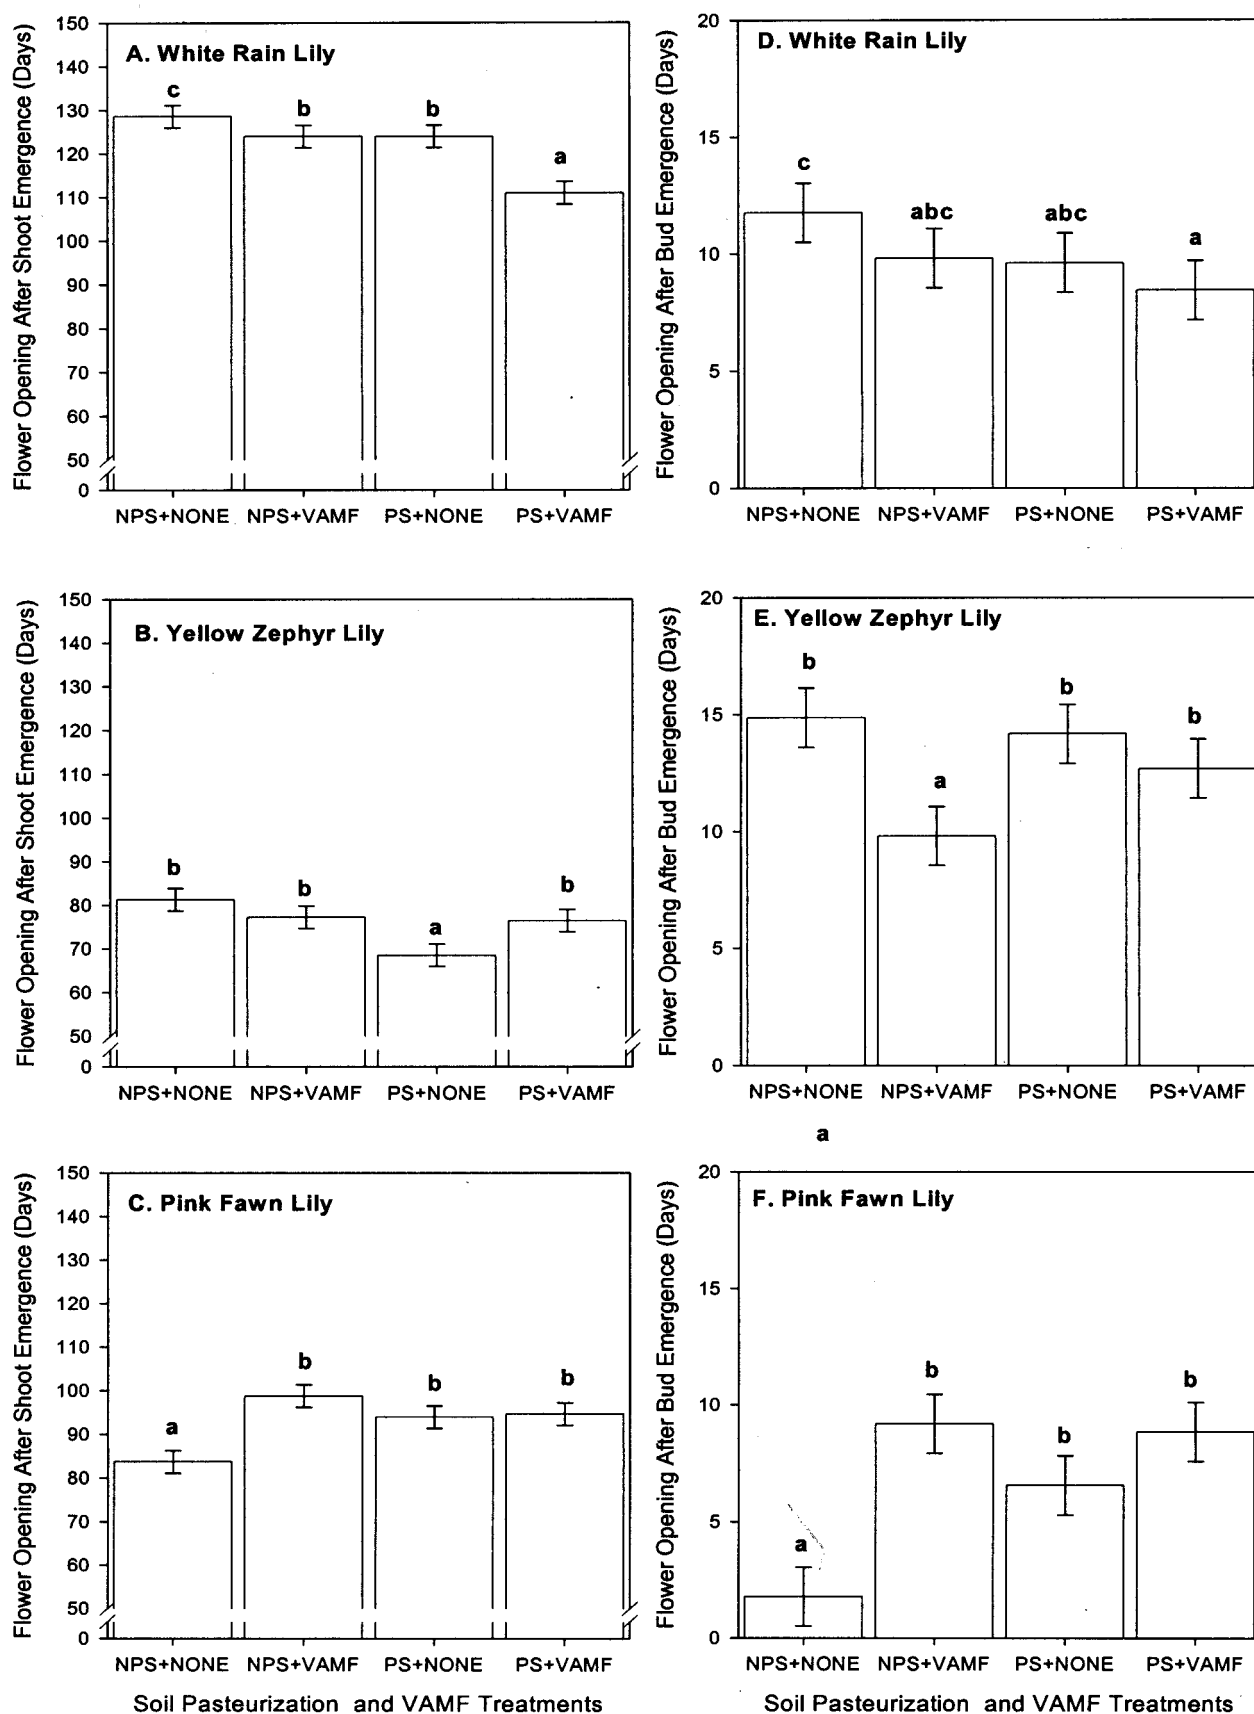 A. White Rain Lily
Flower Opening After Shoot Emergence (Days)
150
140
130
120
110
100
90
80
70
60
50
0
c
b
b
a
NPS+NONE NPS+VAMF PS+NONE PS+VAMF
D. White Rain Lily
Flower Opening After Bud Emergence (Days)
20
15
10
5
0
c
abc
abc
a
NPS+NONE NPS+VAMF PS+NONE PS+VAMF
B. Yellow Zephyr Lily
Flower Opening After Shoot Emergence (Days)
150
140
130
120
110
100
90
80
70
60
50
0
b
b
a
b
NPS+NONE NPS+VAMF PS+NONE PS+VAMF
E. Yellow Zephyr Lily
Flower Opening After Bud Emergence (Days)
20
15
10
5
0
b
a
b
b
NPS+NONE NPS+VAMF PS+NONE PS+VAMF
a
C. Pink Fawn Lily
Flower Opening After Shoot Emergence (Days)
150
140
130
120
110
100
90
80
70
60
50
0
a
b
b
b
NPS+NONE NPS+VAMF PS+NONE PS+VAMF
Soil Pasteurization and VAMF Treatments
F. Pink Fawn Lily
Flower Opening After Bud Emergence (Days)
20
15
10
5
0
a
b
b
b
NPS+NONE NPS+VAMF PS+NONE PS+VAMF
Soil Pasteurization and VAMF Treatments